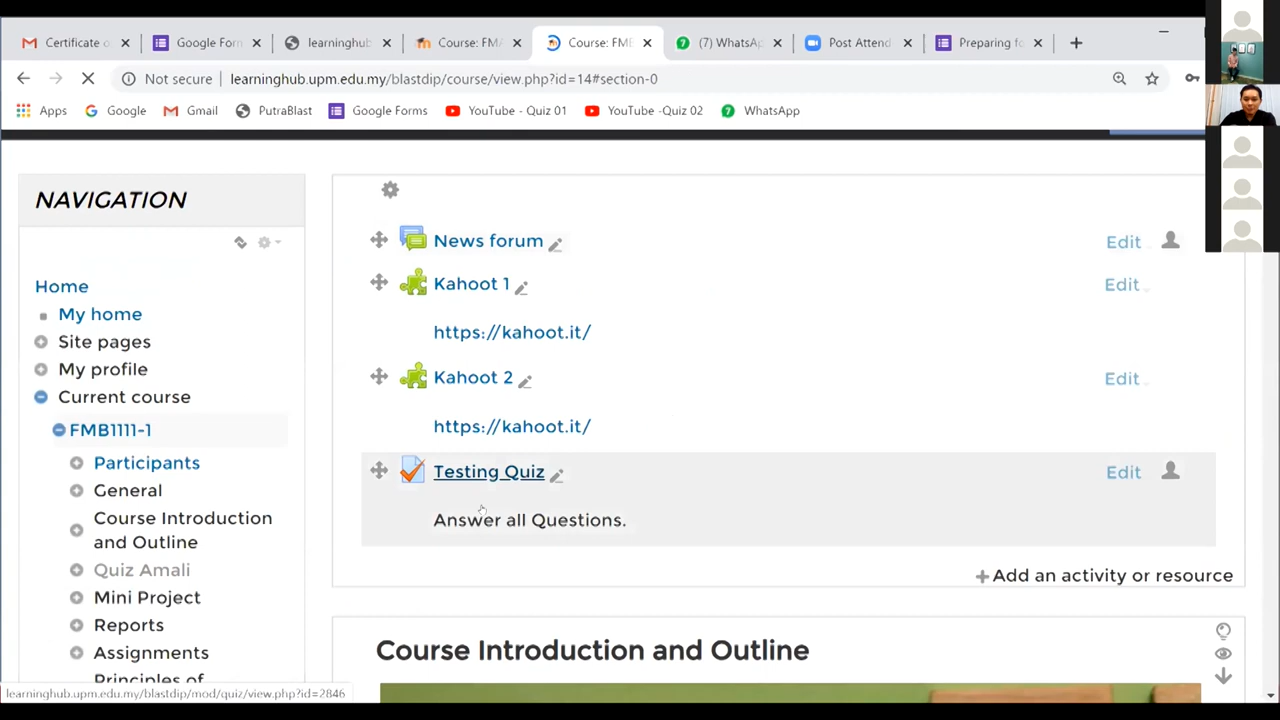 Certificate o
Google For
learninghub
Course: FMA
Course: FMB
(7) WhatsAp
Post Attend
Preparing fo
Not secure
learninghub.upm.edu.my/blastdip/course/view.php?id=14#section-0
Apps
Google
Gmail
PutraBlast
Google Forms
YouTube - Quiz 01
YouTube -Quiz 02
WhatsApp
NAVIGATION
Home
My home
Site pages
My profile
Current course
FMB1111-1
Participants
General
Course Introduction
and Outline
Quiz Amali
Mini Project
Reports
Assignments
Principles of
News forum
Edit
Kahoot 1
Edit
https://kahoot.it/
Kahoot 2
Edit
https://kahoot.it/
Testing Quiz
Edit
Answer all Questions.
Add an activity or resource
Course Introduction and Outline
learninghub.upm.edu.my/blastdip/mod/quiz/view.php?id=2846